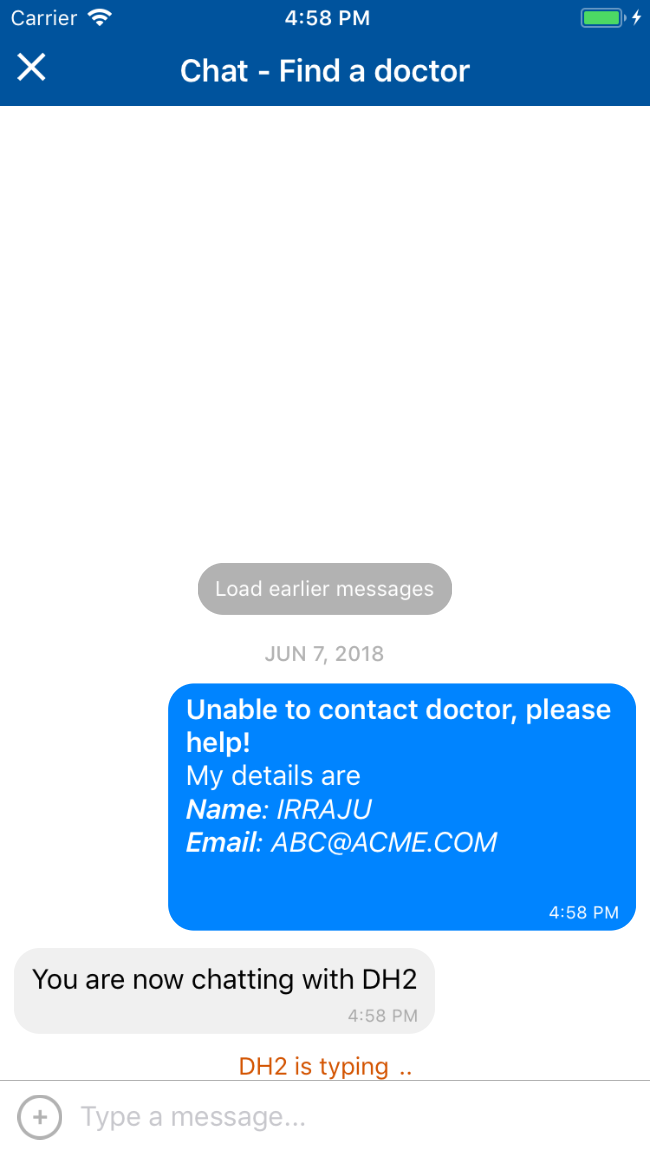 Carrier 4:58 PM
Chat - Find a doctor
Load earlier messages
JUN 7, 2018
Unable to contact doctor, please
help!
My details are
Name: IRRAJU
Email: ABC@ACME.COM
4:58 PM
You are now chatting with DH2
4:58 PM
DH2 is typing ..
Type a message...